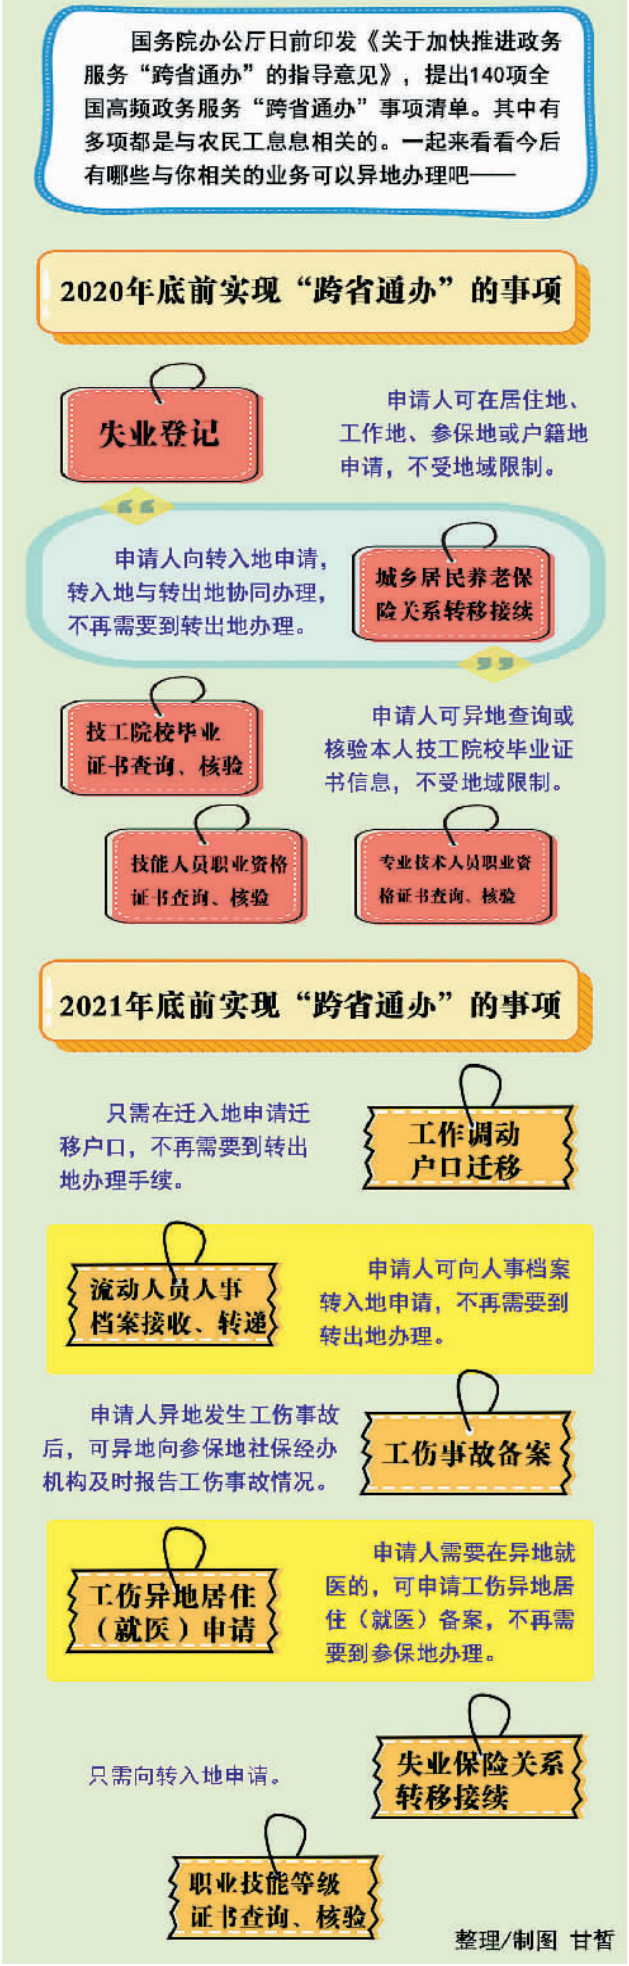 国务院办公厅日前印发《关于加快推进政务
服务“跨省通办”的指导意见》，提出140项全
国高频政务服务“跨省通办”事项清单。其中有
多项都是与农民工息息相关的。一起来看看今后
有哪些与你相关的业务可以异地办理吧——
2020年底前实现“跨省通办”的事项
失业登记
申请人可在居住地、
工作地、参保地或户籍地
申请，不受地域限制。
申请人向转入地申请，
转入地与转出地协同办理，
不再需要到转出地办理。
城乡居民养老保
险关系转移接续
技工院校毕业
证书查询、核验
申请人可异地查询或
核验本人技工院校毕业证
书信息，不受地域限制。
技能人员职业资格
证书查询、核验
专业技术人员职业资
格证书查询、核验
2021年底前实现“跨省通办”的事项
只需在迁入地申请迁
移户口，不再需要到转出
地办理手续。
工作调动
户口迁移
流动人员人事
档案接收、转递
申请人可向人事档案
转入地申请，不再需要到
转出地办理。
申请人异地发生工伤事故
后，可异地向参保地社保经办
机构及时报告工伤事故情况。
工伤事故备案
工伤异地居住
（就医）申请
申请人需要在异地就
医的，可申请工伤异地居
住（就医）备案，不再需
要到参保地办理。
只需向转入地申请。
失业保险关系
转移接续
职业技能等级
证书查询、核验
整理/制图 甘皙